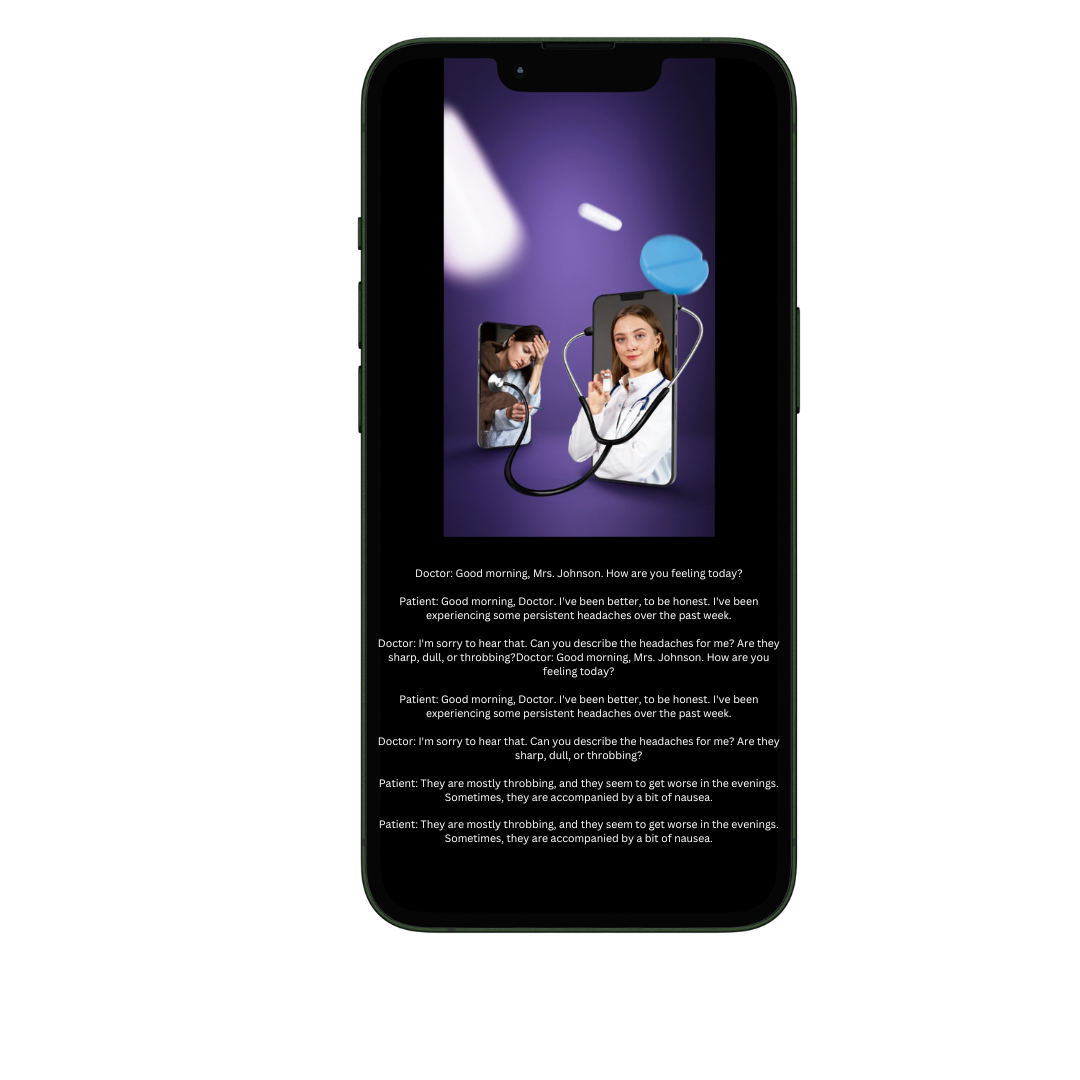 Doctor: Good morning, Mrs. Johnson. How are you feeling today?
Patient: Good morning, Doctor. I've been better, to be honest. I've been
experiencing some persistent headaches over the past week.
Doctor: I'm sorry to hear that. Can you describe the headaches for me? Are they
sharp, dull, or throbbing?Doctor: Good morning, Mrs. Johnson. How are you
feeling today?
Patient: Good morning, Doctor. I've been better, to be honest. I've been
experiencing some persistent headaches over the past week.
Doctor: I'm sorry to hear that. Can you describe the headaches for me? Are they
sharp, dull, or throbbing?
Patient: They are mostly throbbing, and they seem to get worse in the evenings.
Sometimes, they are accompanied by a bit of nausea.
Patient: They are mostly throbbing, and they seem to get worse in the evenings.
Sometimes, they are accompanied by a bit of nausea.